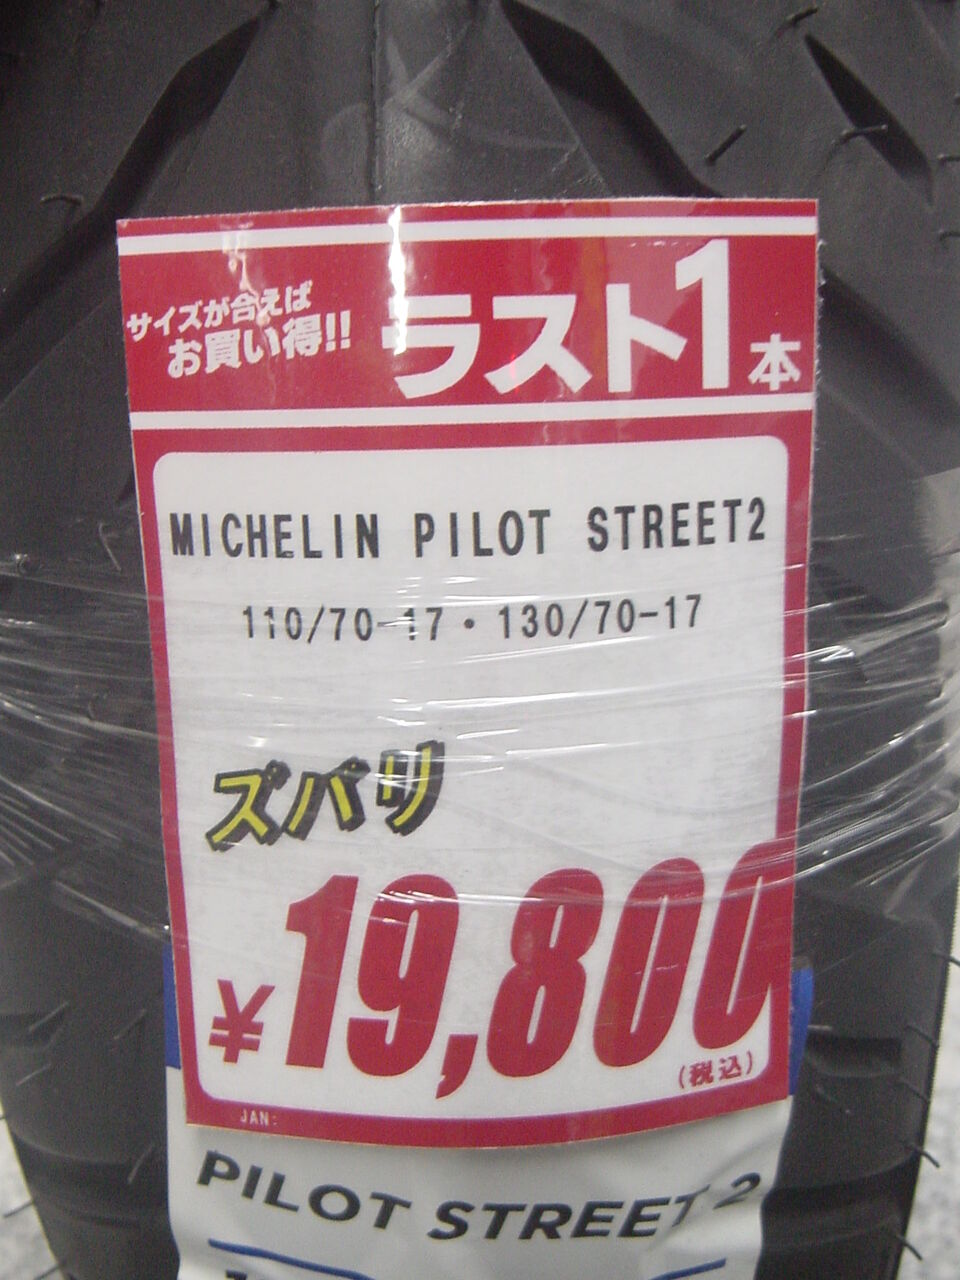 サイズが合えば
お買い得!!
ラスト1本
MICHELIN PILOT STREET2
110/70-17・130/70-17
ズバリ
¥19,800
(税込)
JAN:
PILOT STREET 2